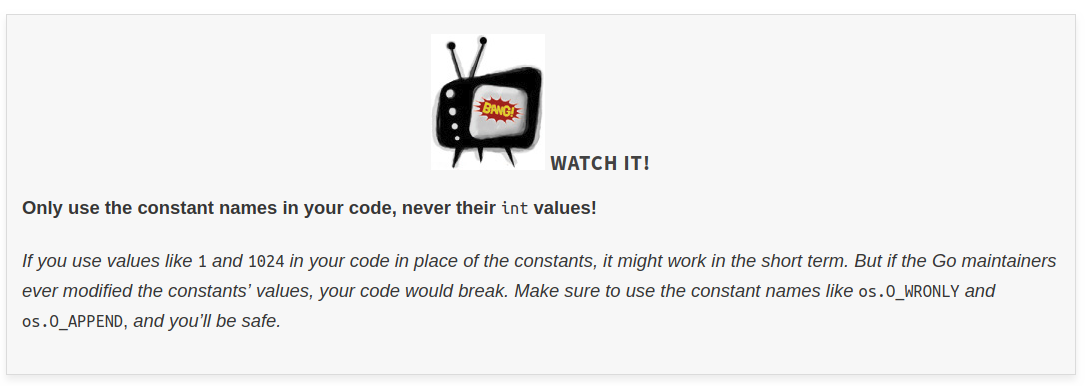 BANG!
WATCH IT!
Only use the constant names in your code, never their int values!
If you use values like 1 and 1024 in your code in place of the constants, it might work in the short term. But if the Go maintainers
ever modified the constants’ values, your code would break. Make sure to use the constant names like os.O_WRONLY and
os.O_APPEND, and you’ll be safe.